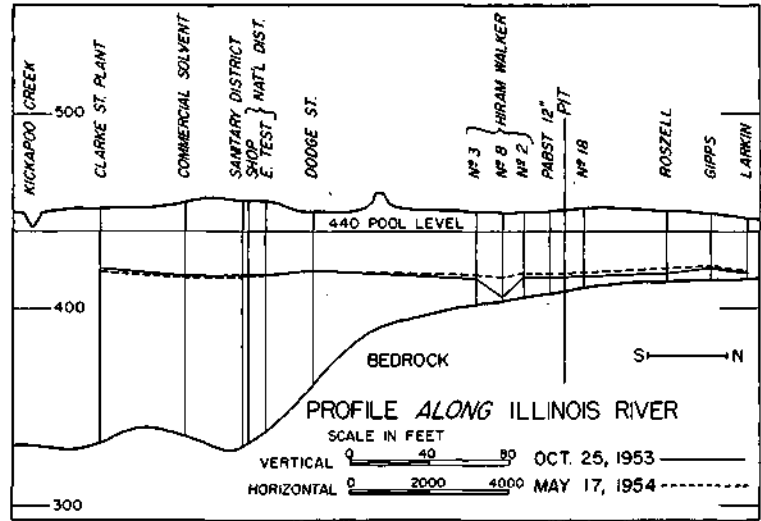 KICKAPOO CREEK
CLARKE ST. PLANT
COMMERCIAL SOLVENT
SANITARY DISTRICT
SHOP
E. TEST
NAT'L DIST.
DODGE ST.
Nº 3
Nº 8
Nº 2
HIRAM WALKER
PABST 12"
PIT
Nº 18
ROSZELL
GIPPS
LARKIN
500
440 POOL LEVEL
400
BEDROCK
S N
PROFILE ALONG ILLINOIS RIVER
SCALE IN FEET
VERTICAL 0 40 80 OCT. 25, 1953
HORIZONTAL 0 2000 4000 MAY 17, 1954
300